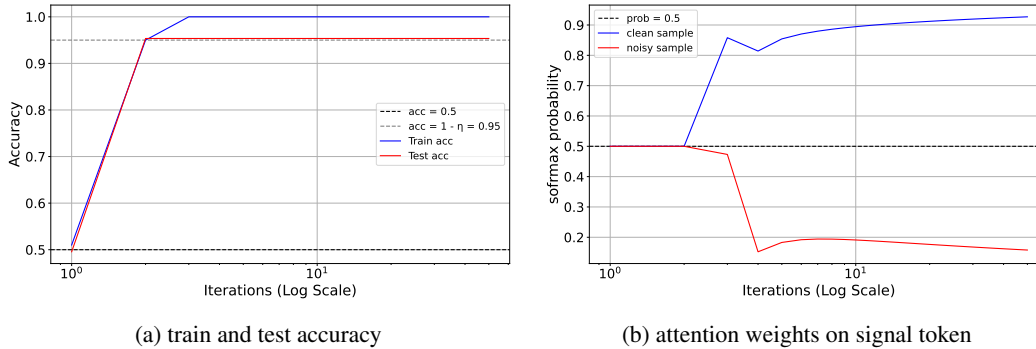 1.0
0.9
0.8
0.7
0.6
0.5
Accuracy
acc = 0.5
acc = 1 - η = 0.95
Train acc
Test acc
10⁰
10¹
Iterations (Log Scale)
(a) train and test accuracy
0.9
0.8
0.7
0.6
0.5
0.4
0.3
0.2
sofrmax probability
prob = 0.5
clean sample
noisy sample
10⁰
10¹
Iterations (Log Scale)
(b) attention weights on signal token